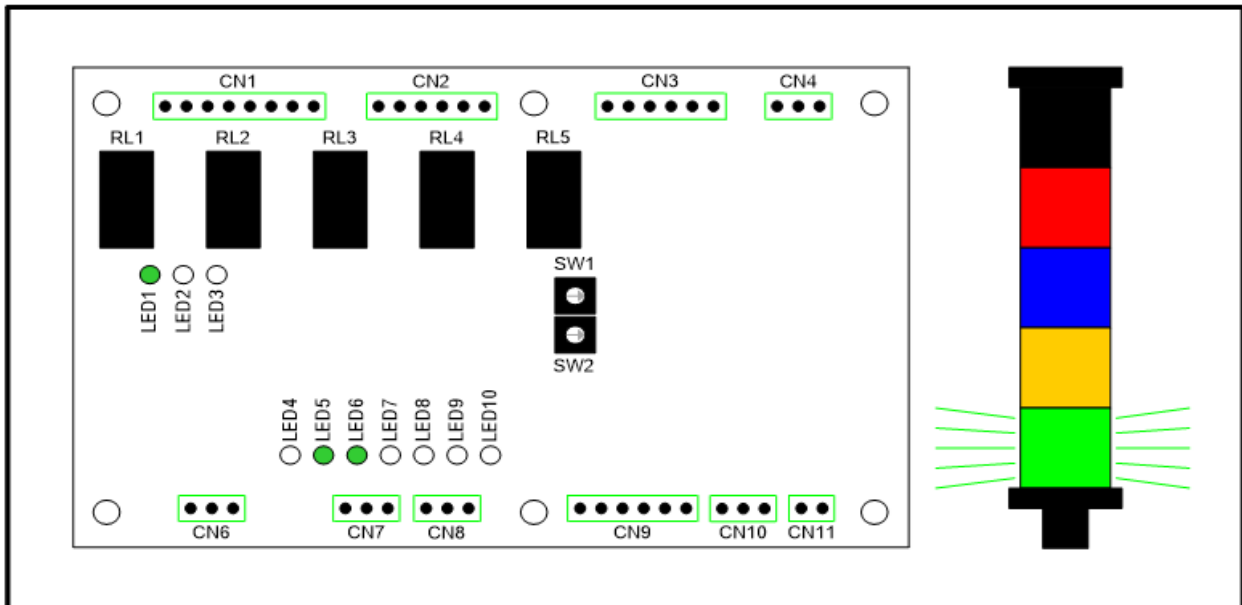 CN1 CN2 CN3 CN4
RL1 RL2 RL3 RL4 RL5
SW1
LED1 LED2 LED3
SW2
LED4 LED5 LED6 LED7 LED8 LED9 LED10
CN6 CN7 CN8 CN9 CN10 CN11